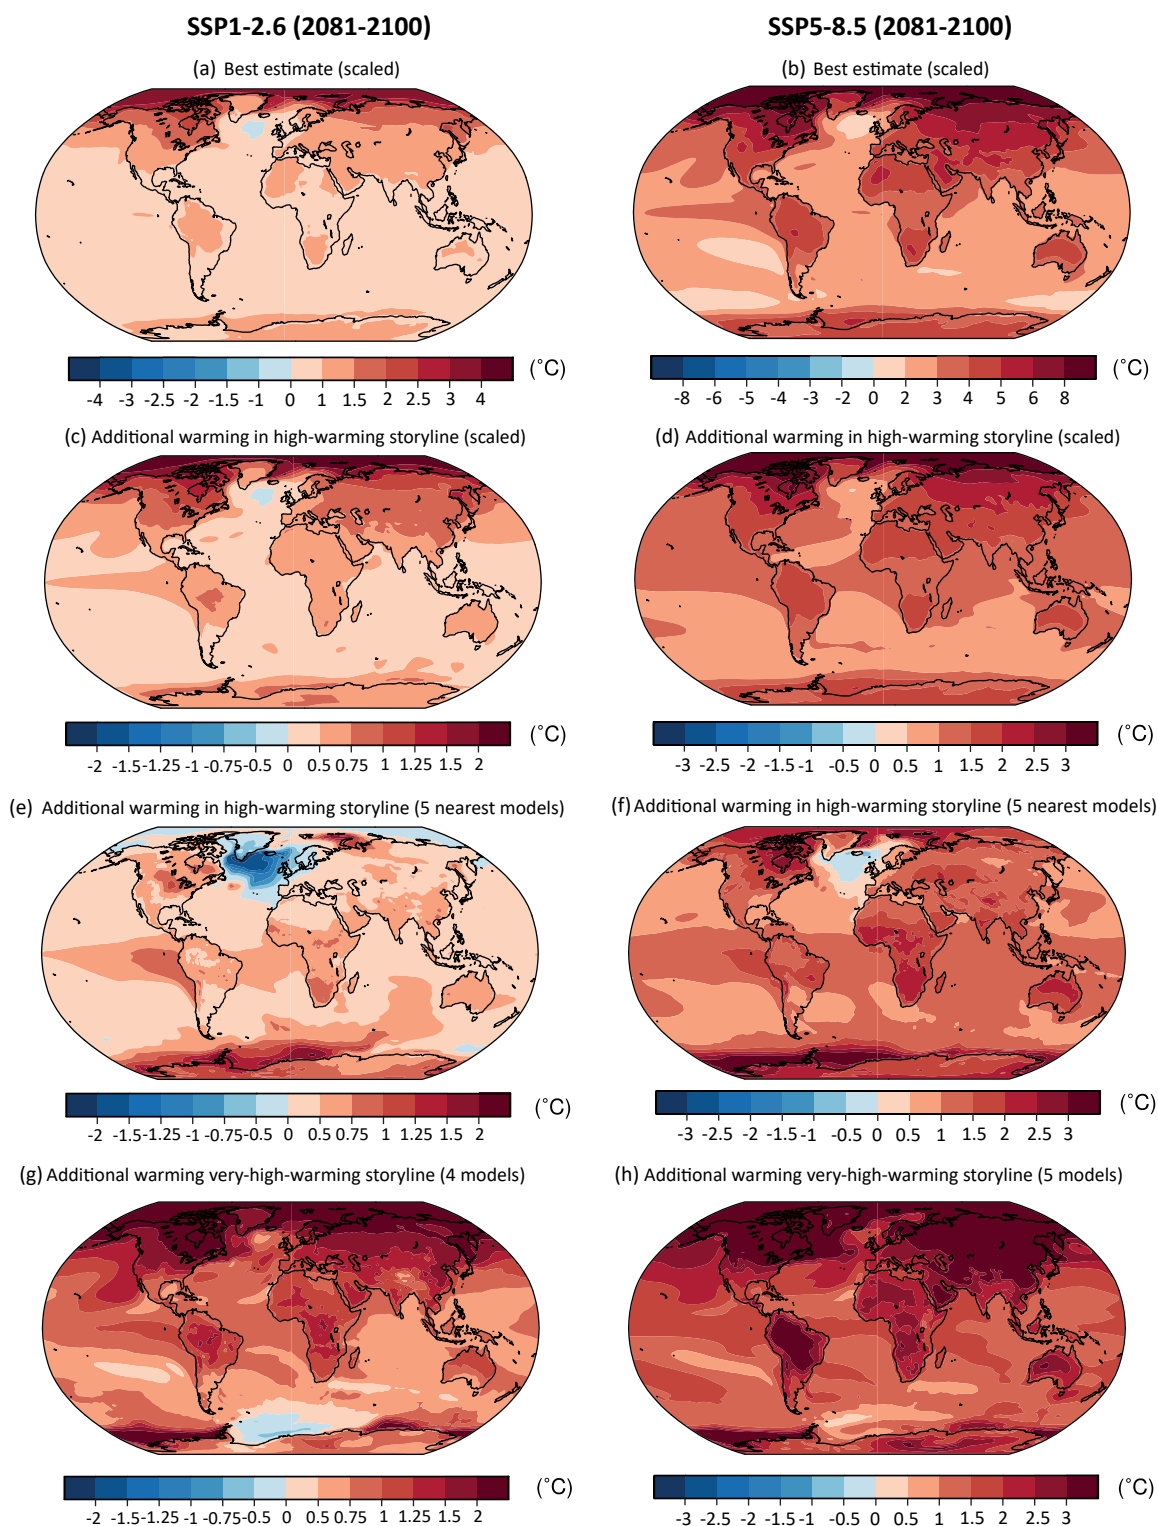 SSP1-2.6 (2081-2100) SSP5-8.5 (2081-2100)
(a) Best estimate (scaled) (b) Best estimate (scaled)
-4 -3 -2.5 -2 -1.5 -1 0 1 1.5 2 2.5 3 4 (°C)
-8 -6 -5 -4 -3 -2 0 2 3 4 5 6 8 (°C)
(c) Additional warming in high-warming storyline (scaled) (d) Additional warming in high-warming storyline (scaled)
-2 -1.5 -1.25 -1 -0.75 -0.5 0 0.5 0.75 1 1.25 1.5 2 (°C)
-3 -2.5 -2 -1.5 -1 -0.5 0 0.5 1 1.5 2 2.5 3 (°C)
(e) Additional warming in high-warming storyline (5 nearest models) (f) Additional warming in high-warming storyline (5 nearest models)
-2 -1.5 -1.25 -1 -0.75 -0.5 0 0.5 0.75 1 1.25 1.5 2 (°C)
-3 -2.5 -2 -1.5 -1 -0.5 0 0.5 1 1.5 2 2.5 3 (°C)
(g) Additional warming very-high-warming storyline (4 models) (h) Additional warming very-high-warming storyline (5 models)
-2 -1.5 -1.25 -1 -0.75 -0.5 0 0.5 0.75 1 1.25 1.5 2 (°C)
-3 -2.5 -2 -1.5 -1 -0.5 0 0.5 1 1.5 2 2.5 3 (°C)